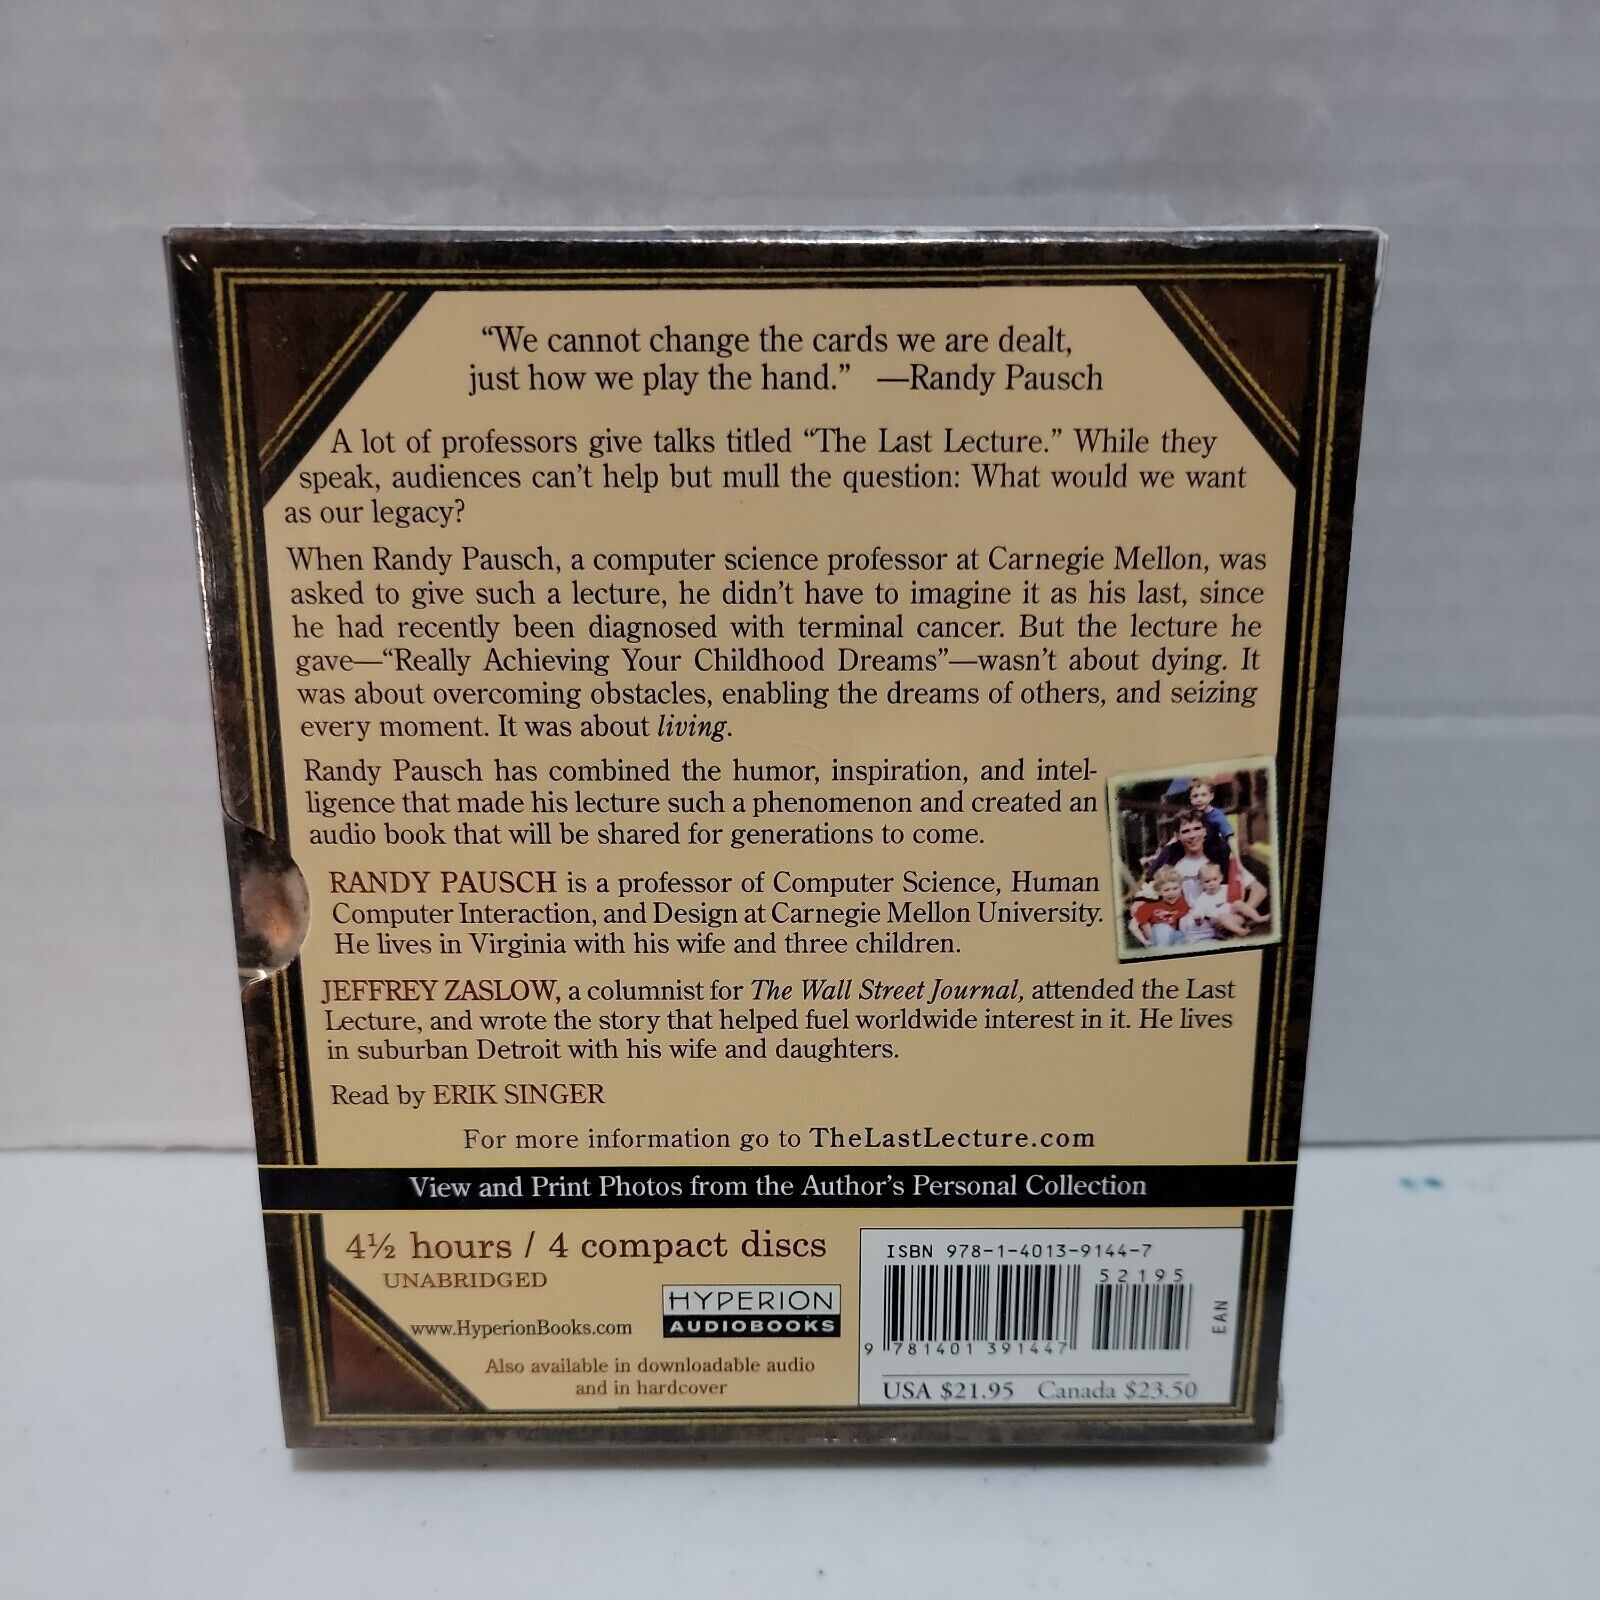 “We cannot change the cards we are dealt,
just how we play the hand.” —Randy Pausch
A lot of professors give talks titled “The Last Lecture.” While they
speak, audiences can’t help but mull the question: What would we want
as our legacy?
When Randy Pausch, a computer science professor at Carnegie Mellon, was
asked to give such a lecture, he didn’t have to imagine it as his last, since
he had recently been diagnosed with terminal cancer. But the lecture he
gave—“Really Achieving Your Childhood Dreams”—wasn’t about dying. It
was about overcoming obstacles, enabling the dreams of others, and seizing
every moment. It was about living.
Randy Pausch has combined the humor, inspiration, and intel-
ligence that made his lecture such a phenomenon and created an
audio book that will be shared for generations to come.
RANDY PAUSCH is a professor of Computer Science, Human
Computer Interaction, and Design at Carnegie Mellon University.
He lives in Virginia with his wife and three children.
JEFFREY ZASLOW, a columnist for The Wall Street Journal, attended the Last
Lecture, and wrote the story that helped fuel worldwide interest in it. He lives
in suburban Detroit with his wife and daughters.
Read by ERIK SINGER
For more information go to TheLastLecture.com
View and Print Photos from the Author’s Personal Collection
4½ hours / 4 compact discs
UNABRIDGED
www.HyperionBooks.com
HYPERION
AUDIOBOOKS
Also available in downloadable audio
and in hardcover
ISBN 978-1-4013-9144-7
52195
EAN
9 781401 391447
USA $21.95 Canada $23.50